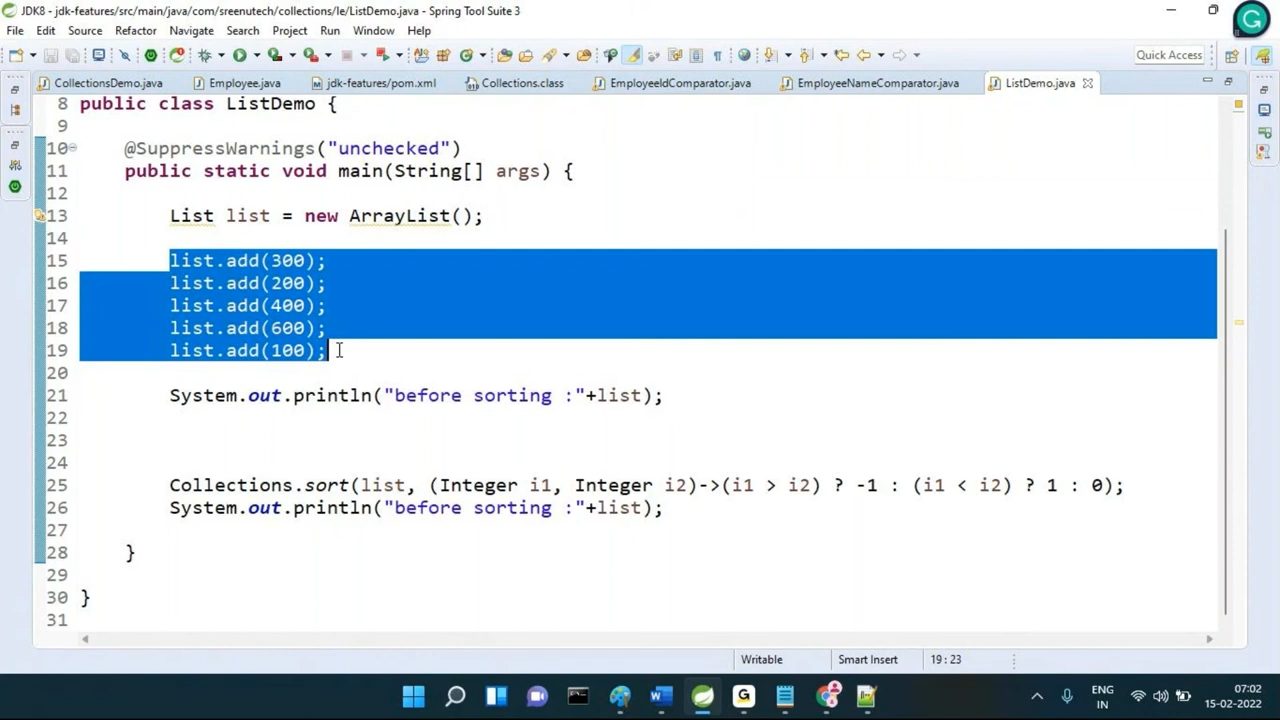 JDK8 - jdk-features/src/main/java/com/sreenutech/collections/le/ListDemo.java - Spring Tool Suite 3
File Edit Source Refactor Navigate Search Project Run Window Help
Quick Access
CollectionsDemo.java Employee.java jdk-features/pom.xml Collections.class EmployeeIdComparator.java EmployeeNameComparator.java ListDemo.java
8 public class ListDemo {
9
10 @SuppressWarnings("unchecked")
11 public static void main(String[] args) {
12
13 List list = new ArrayList();
14
15 list.add(300);
16 list.add(200);
17 list.add(400);
18 list.add(600);
19 list.add(100);
20
21 System.out.println("before sorting :"+list);
22
23
24
25 Collections.sort(list, (Integer i1, Integer i2)->(i1 > i2) ? -1 : (i1 < i2) ? 1 : 0);
26 System.out.println("before sorting :"+list);
27
28 }
29
30 }
31
Writable Smart Insert 19 : 23
ENG
IN
07:02
15-02-2022